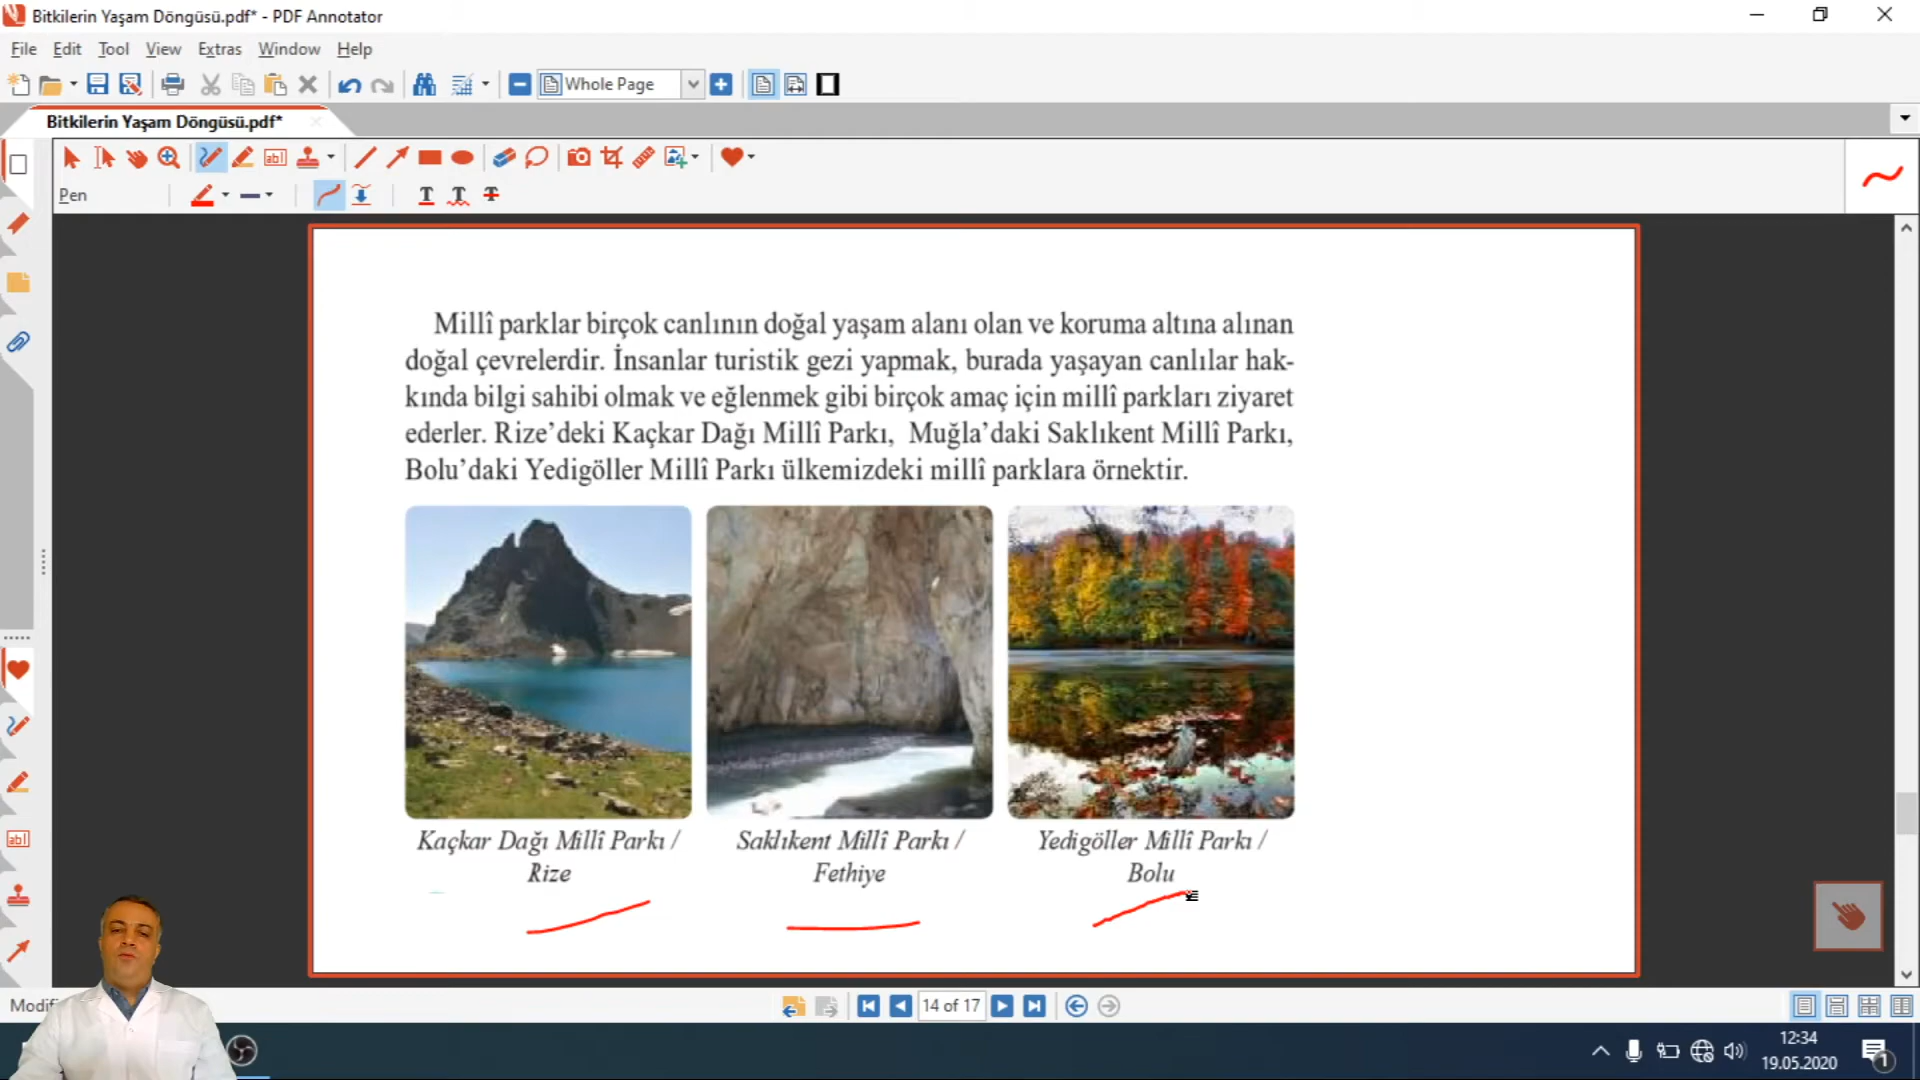 Bitkilerin Yaşam Döngüsü.pdf* - PDF Annotator
File Edit Tool View Extras Window Help
Whole Page
Bitkilerin Yaşam Döngüsü.pdf*
Pen
Millî parklar birçok canlının doğal yaşam alanı olan ve koruma altına alınan
doğal çevrelerdir. İnsanlar turistik gezi yapmak, burada yaşayan canlılar hak-
kında bilgi sahibi olmak ve eğlenmek gibi birçok amaç için millî parkları ziyaret
ederler. Rize’deki Kaçkar Dağı Millî Parkı, Muğla’daki Saklıkent Millî Parkı,
Bolu’daki Yedigöller Millî Parkı ülkemizdeki millî parklara örnektir.
Kaçkar Dağı Millî Parkı /
Rize
Saklıkent Millî Parkı /
Fethiye
Yedigöller Millî Parkı /
Bolu
14 of 17
12:34
19.05.2020
1